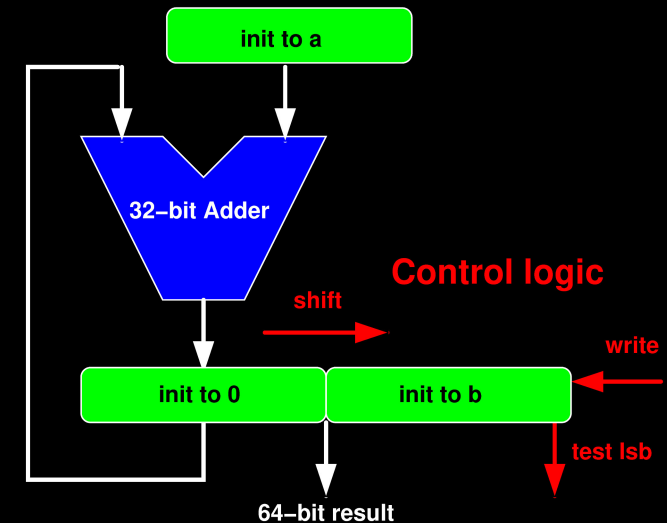 init to a
32−bit Adder
Control logic
shift
write
init to 0
init to b
test lsb
64−bit result